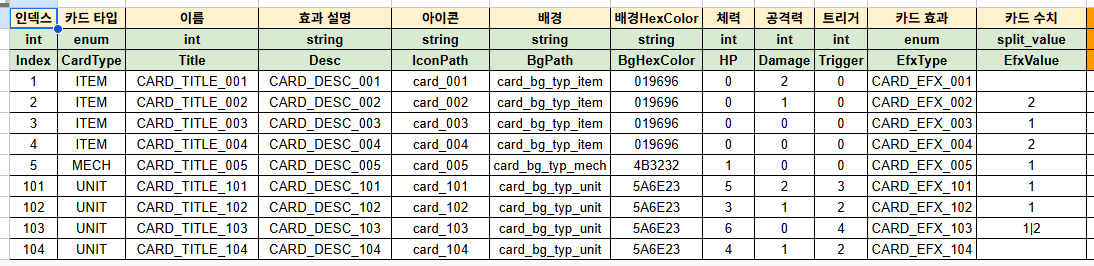 인덱스 카드 타입 이름 효과 설명 아이콘 배경 배경HexColor 체력 공격력 트리거 카드 효과 카드 수치
int enum int string string string string int int int enum split_value
Index CardType Title Desc IconPath BgPath BgHexColor HP Damage Trigger EfxType EfxValue
1 ITEM CARD_TITLE_001 CARD_DESC_001 card_001 card_bg_typ_item 019696 0 2 0 CARD_EFX_001
2 ITEM CARD_TITLE_002 CARD_DESC_002 card_002 card_bg_typ_item 019696 0 1 0 CARD_EFX_002 2
3 ITEM CARD_TITLE_003 CARD_DESC_003 card_003 card_bg_typ_item 019696 0 0 0 CARD_EFX_003 1
4 ITEM CARD_TITLE_004 CARD_DESC_004 card_004 card_bg_typ_item 019696 0 0 0 CARD_EFX_004 2
5 MECH CARD_TITLE_005 CARD_DESC_005 card_005 card_bg_typ_mech 4B3232 1 0 0 CARD_EFX_005 1
101 UNIT CARD_TITLE_101 CARD_DESC_101 card_101 card_bg_typ_unit 5A6E23 5 2 3 CARD_EFX_101 1
102 UNIT CARD_TITLE_102 CARD_DESC_102 card_102 card_bg_typ_unit 5A6E23 3 1 2 CARD_EFX_102 1
103 UNIT CARD_TITLE_103 CARD_DESC_103 card_103 card_bg_typ_unit 5A6E23 6 0 4 CARD_EFX_103 1|2
104 UNIT CARD_TITLE_104 CARD_DESC_104 card_104 card_bg_typ_unit 5A6E23 4 1 2 CARD_EFX_104